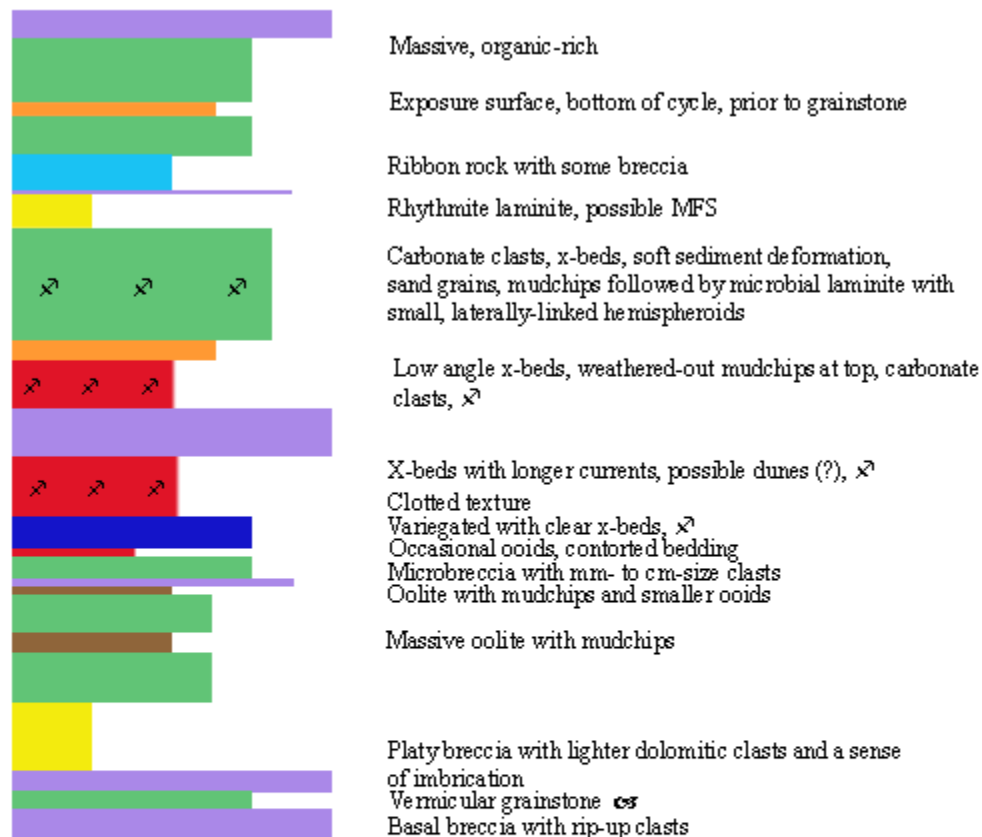 Massive, organic-rich
Exposure surface, bottom of cycle, prior to grainstone
Ribbon rock with some breccia
Rhythmite laminite, possible MFS
Carbonate clasts, x-beds, soft sediment deformation,
sand grains, mudchips followed by microbial laminite with
small, laterally-linked hemispheroids
Low angle x-beds, weathered-out mudchips at top, carbonate
clasts, ♐
X-beds with longer currents, possible dunes (?), ♐
Clotted texture
Variegated with clear x-beds, ♐
Occasional ooids, contorted bedding
Microbreccia with mm- to cm-size clasts
Oolite with mudchips and smaller ooids
Massive oolite with mudchips
Platy breccia with lighter dolomitic clasts and a sense
of imbrication
Vermicular grainstone
Basal breccia with rip-up clasts